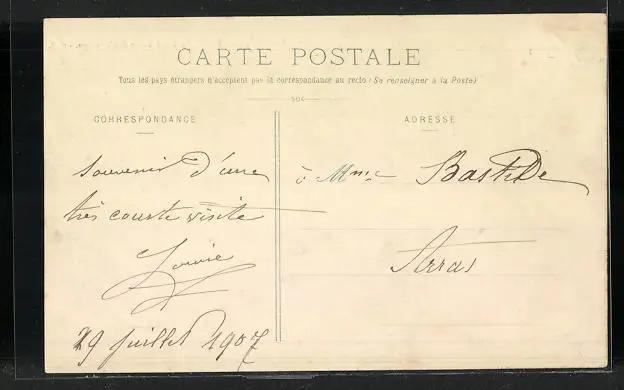 CARTE POSTALE
Tous les pays étrangers n'acceptent pas la correspondance au recto (Se renseigner à la Poste)
CORRESPONDANCE
Souvenir d'une
très courte visite
Louise
29 juillet 1907
ADRESSE
à Mme Bastide
Arras